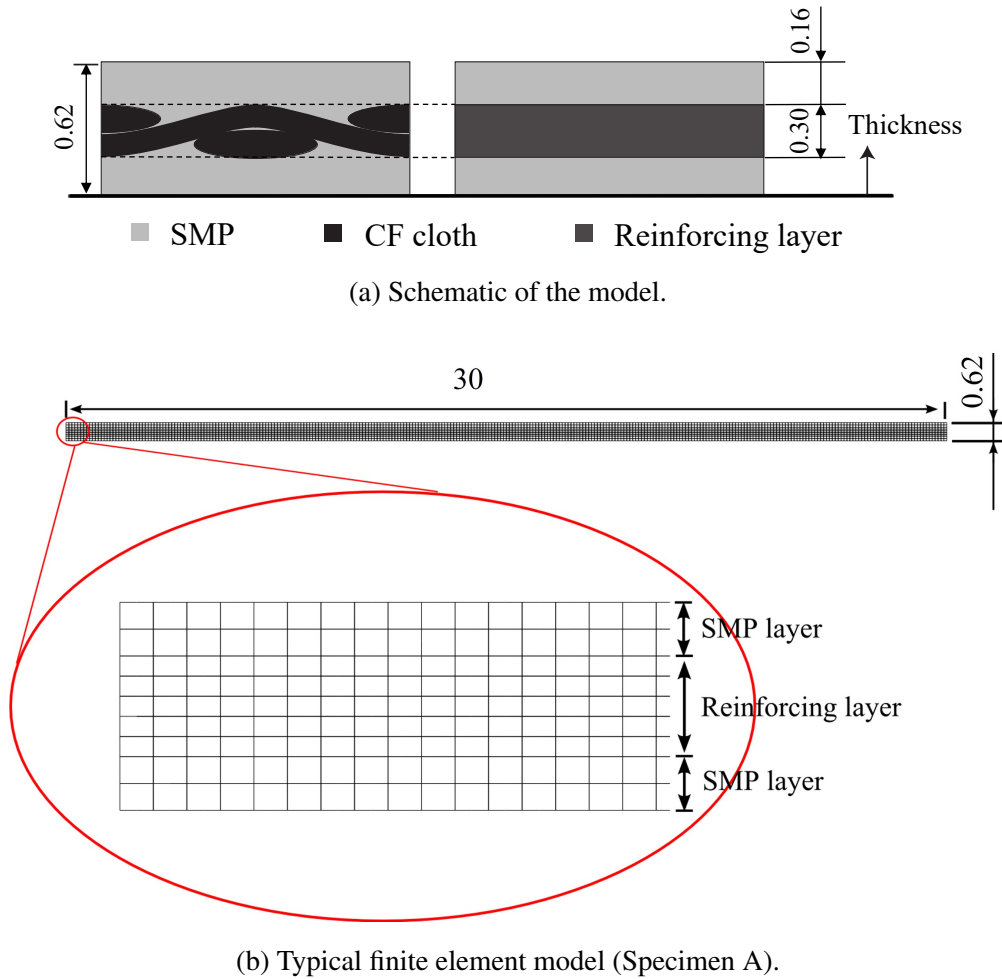 0.16
0.62
0.30
Thickness
SMP
CF cloth
Reinforcing layer
(a) Schematic of the model.
30
0.62
SMP layer
Reinforcing layer
SMP layer
(b) Typical finite element model (Specimen A).